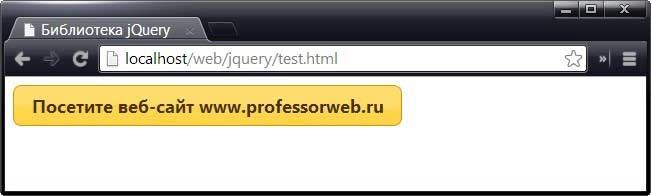 Библиотека jQuery
localhost/web/jquery/test.html
Посетите веб-сайт www.professorweb.ru